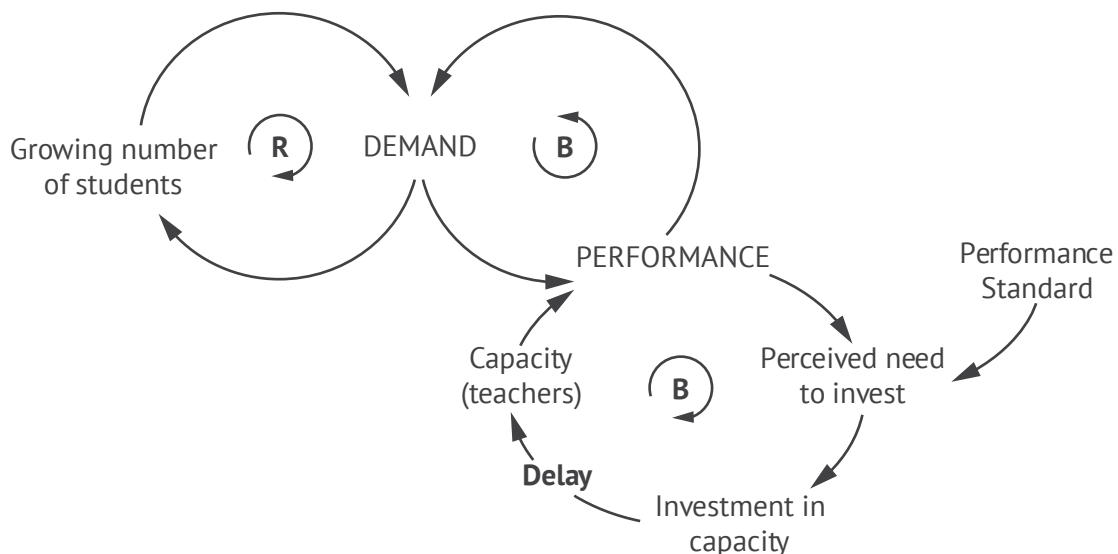 Growing number
of students
R
DEMAND
B
PERFORMANCE
Performance
Standard
Capacity
(teachers)
B
Perceived need
to invest
Delay
Investment in
capacity